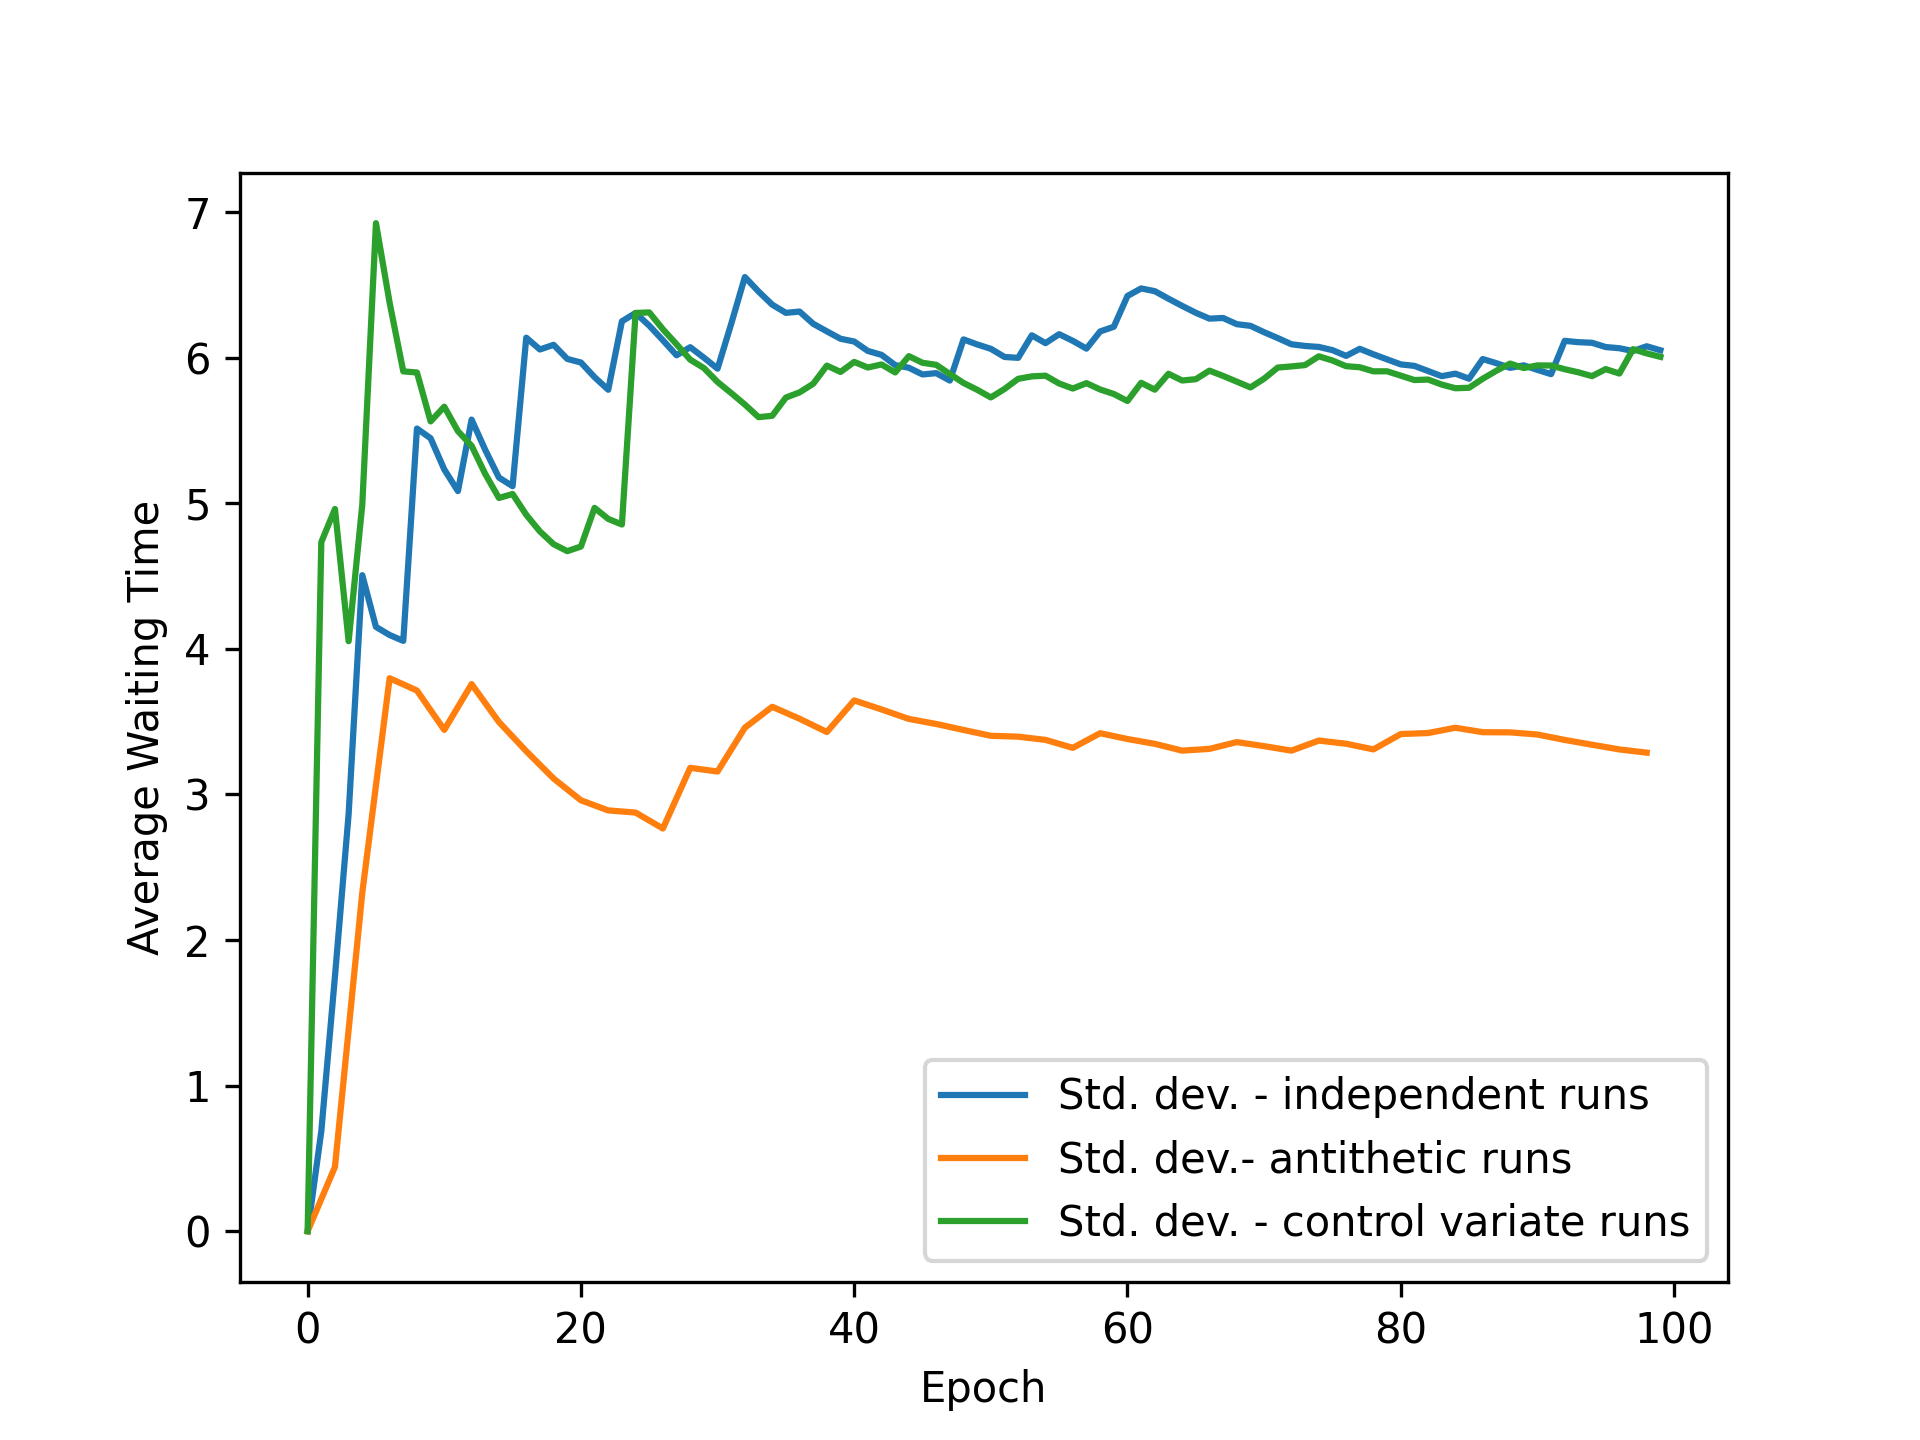 7
6
5
4
3
2
1
0
Average Waiting Time
Std. dev. - independent runs
Std. dev.- antithetic runs
Std. dev. - control variate runs
0 20 40 60 80 100
Epoch